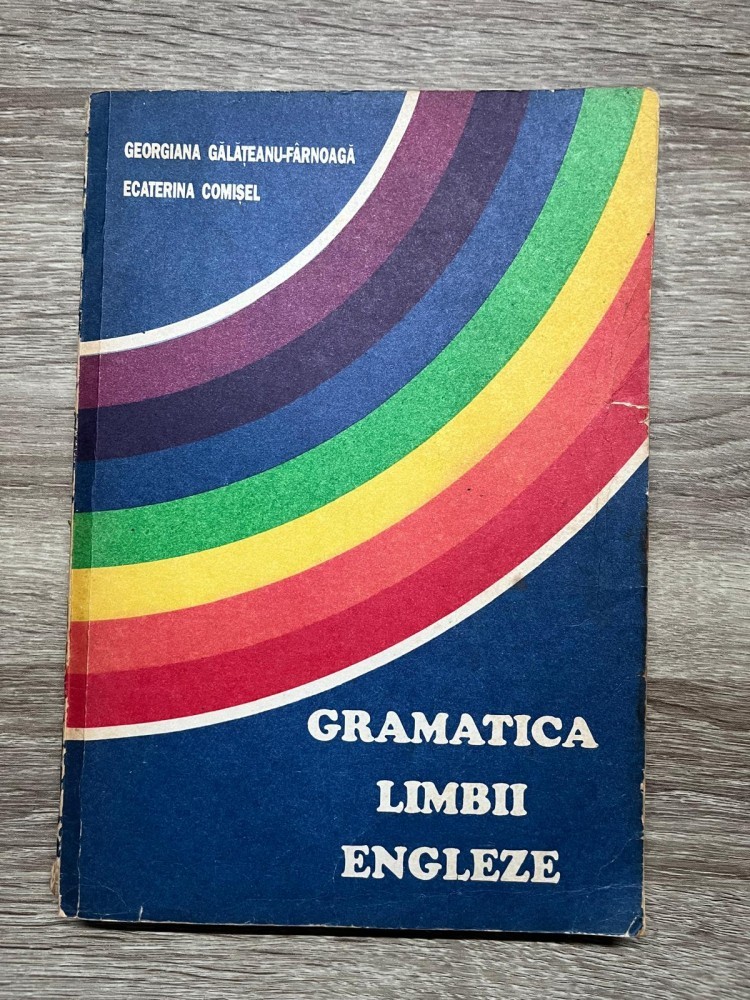 GEORGIANA GĂLĂȚEANU-FÂRNOAGĂ
ECATERINA COMIȘEL
GRAMATICA
LIMBII
ENGLEZE